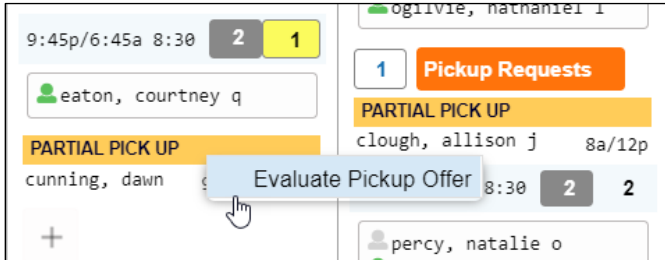 9:45p/6:45a 8:30 2 1
eaton, courtney q
PARTIAL PICK UP
cunning, dawn
Evaluate Pickup Offer
+
ogilvie, nathaniel l
1 Pickup Requests
PARTIAL PICK UP
clough, allison j 8a/12p
8:30 2 2
percy, natalie o